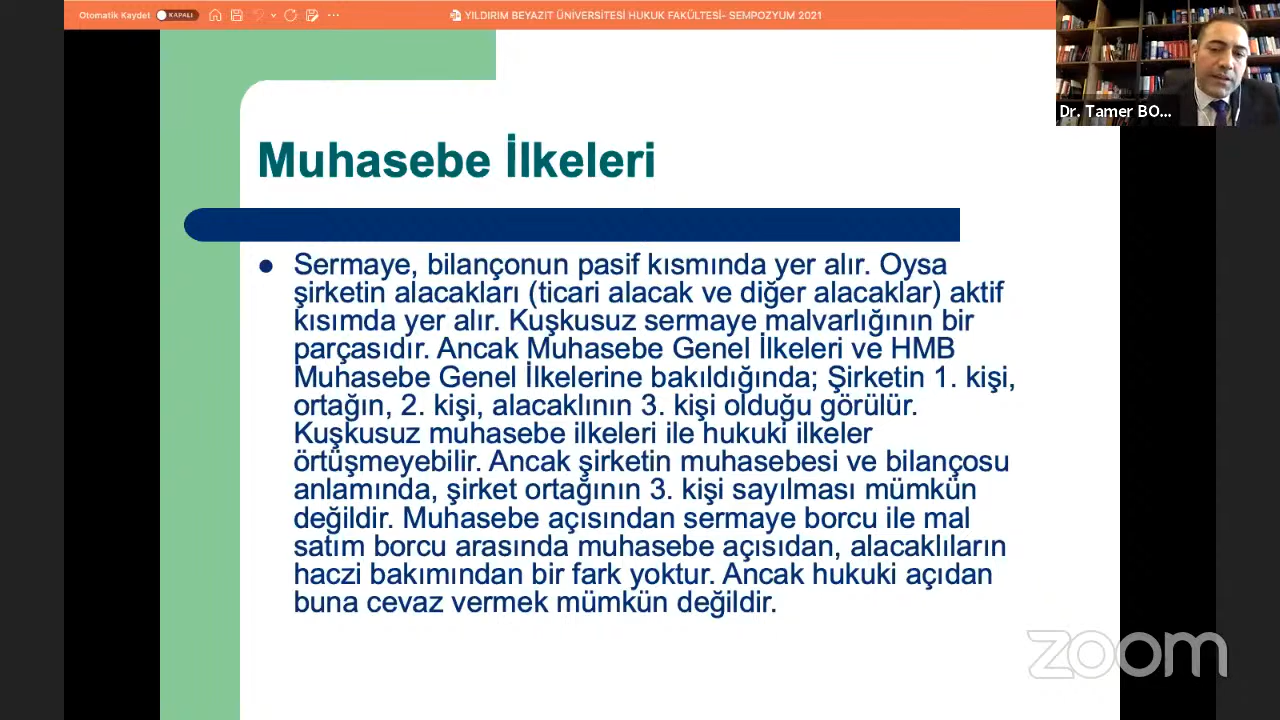 Otomatik Kaydet KAPALI
YILDIRIM BEYAZIT ÜNİVERSİTESİ HUKUK FAKÜLTESİ- SEMPOZYUM 2021
Dr. Tamer BO...
Muhasebe İlkeleri
Sermaye, bilançonun pasif kısmında yer alır. Oysa
şirketin alacakları (ticari alacak ve diğer alacaklar) aktif
kısımda yer alır. Kuşkusuz sermaye malvarlığının bir
parçasıdır. Ancak Muhasebe Genel İlkeleri ve HMB
Muhasebe Genel İlkelerine bakıldığında; Şirketin 1. kişi,
ortağın, 2. kişi, alacaklının 3. kişi olduğu görülür.
Kuşkusuz muhasebe ilkeleri ile hukuki ilkeler
örtüşmeyebilir. Ancak şirketin muhasebesi ve bilançosu
anlamında, şirket ortağının 3. kişi sayılması mümkün
değildir. Muhasebe açısından sermaye borcu ile mal
satım borcu arasında muhasebe açısıdan, alacaklıların
haczi bakımından bir fark yoktur. Ancak hukuki açıdan
buna cevaz vermek mümkün değildir.
zoom